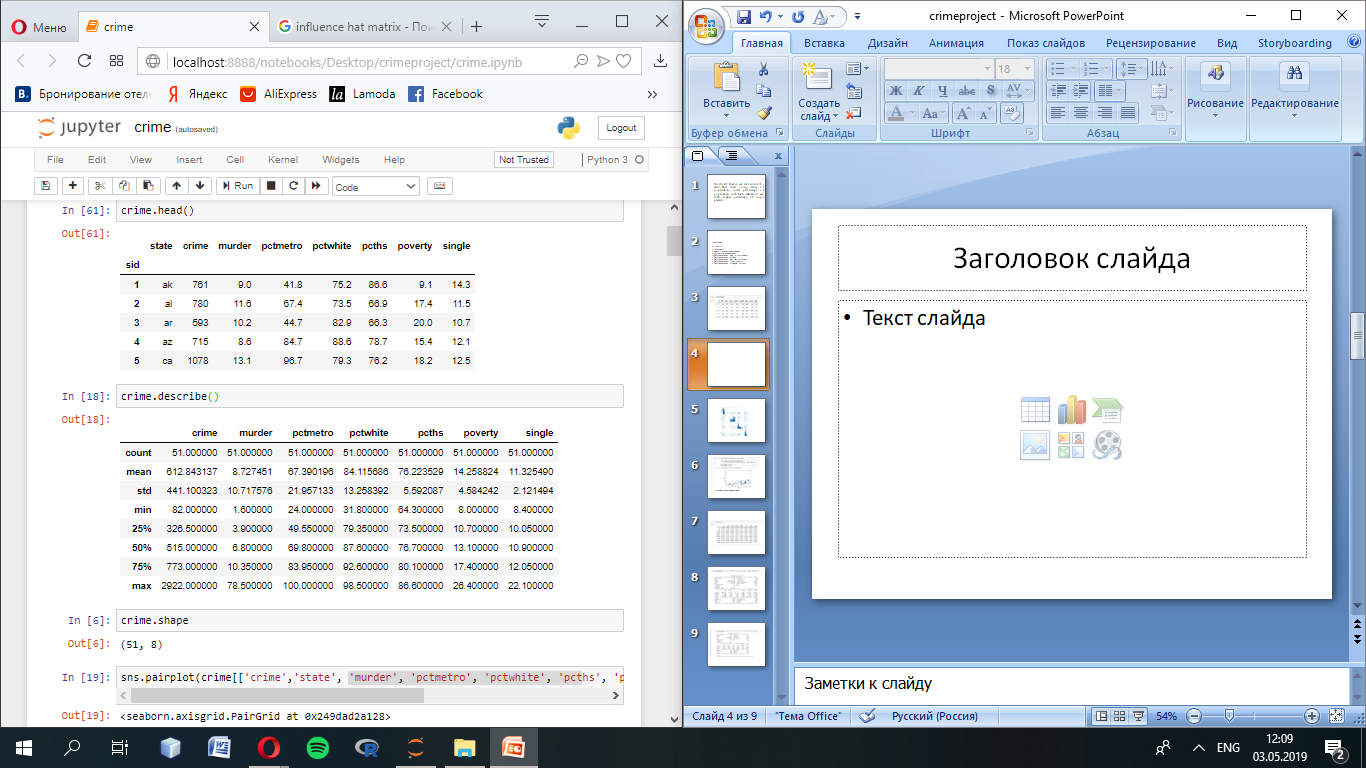 Меню
crime
influence hat matrix - Пои
localhost:8888/notebooks/Desktop/crimeproject/crime.ipynb
B. Бронирование отел
Я Яндекс
AliExpress
la Lamoda
Facebook
jupyter crime (autosaved)
Logout
File Edit View Insert Cell Kernel Widgets Help
Not Trusted
Python 3
Run
Code
In [61]: crime.head()
Out[61]:
state crime murder pctmetro pctwhite pcths poverty single
sid
1 ak 761 9.0 41.8 75.2 86.6 9.1 14.3
2 al 780 11.6 67.4 73.5 66.9 17.4 11.5
3 ar 593 10.2 44.7 82.9 66.3 20.0 10.7
4 az 715 8.6 84.7 88.6 78.7 15.4 12.1
5 ca 1078 13.1 96.7 79.3 76.2 18.2 12.5
In [18]: crime.describe()
Out[18]:
crime murder pctmetro pctwhite pcths poverty single
count 51.000000 51.000000 51.000000 51.000000 51.000000 51.000000 51.000000
mean 612.843137 8.727451 67.390196 84.115686 76.223529 14.258824 11.325490
std 441.100323 10.717576 21.957133 13.258392 5.592087 4.584242 2.121494
min 82.000000 1.600000 24.000000 31.800000 64.300000 8.000000 8.400000
25% 326.500000 3.900000 49.550000 79.350000 73.500000 10.700000 10.050000
50% 515.000000 6.800000 69.800000 87.600000 76.700000 13.100000 10.900000
75% 773.000000 10.350000 83.950000 92.600000 80.100000 17.400000 12.050000
max 2922.000000 78.500000 100.000000 98.500000 86.600000 26.400000 22.100000
In [6]: crime.shape
Out[6]: (51, 8)
In [19]: sns.pairplot(crime[['crime','state', 'murder', 'pctmetro', 'pctwhite', 'pcths', 'p
Out[19]: <seaborn.axisgrid.PairGrid at 0x249dad2a128>
crimeproject - Microsoft PowerPoint
Главная Вставка Дизайн Анимация Показ слайдов Рецензирование Вид Storyboarding
Вставить
Буфер обмена
Создать
слайд
Слайды
18
Ж К Ч abc S AV
A Aa A A
Шрифт
Абзац
Рисование
Редактирование
1
2
3
4
5
6
7
8
9
Заголовок слайда
• Текст слайда
Заметки к слайду
Слайд 4 из 9
"Тема Office"
Русский (Россия)
54%
ENG
12:09
03.05.2019
2